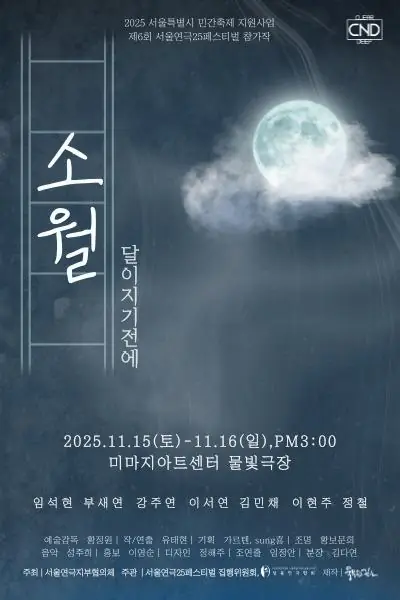 2025 서울특별시 민간축제 지원사업
제6회 서울연극25페스티벌 참가작
CLEAR
CND
DEEP
소월
달이지기전에
2025.11.15(토)-11.16(일),PM3:00
미마지아트센터 물빛극장
임석현 부새연 강주연 이서연 김민채 이현주 정철
예술감독 황정원 | 작/연출 유태현 | 기획 가르텐, sung喜 | 조명 황보문희
음악 성주희 | 홍보 이영순 | 디자인 정해주 | 조연출 임정안 | 분장 김다연
주최 | 서울연극지부협의체 주관 | 서울연극25페스티벌 집행위원회, 제작 |